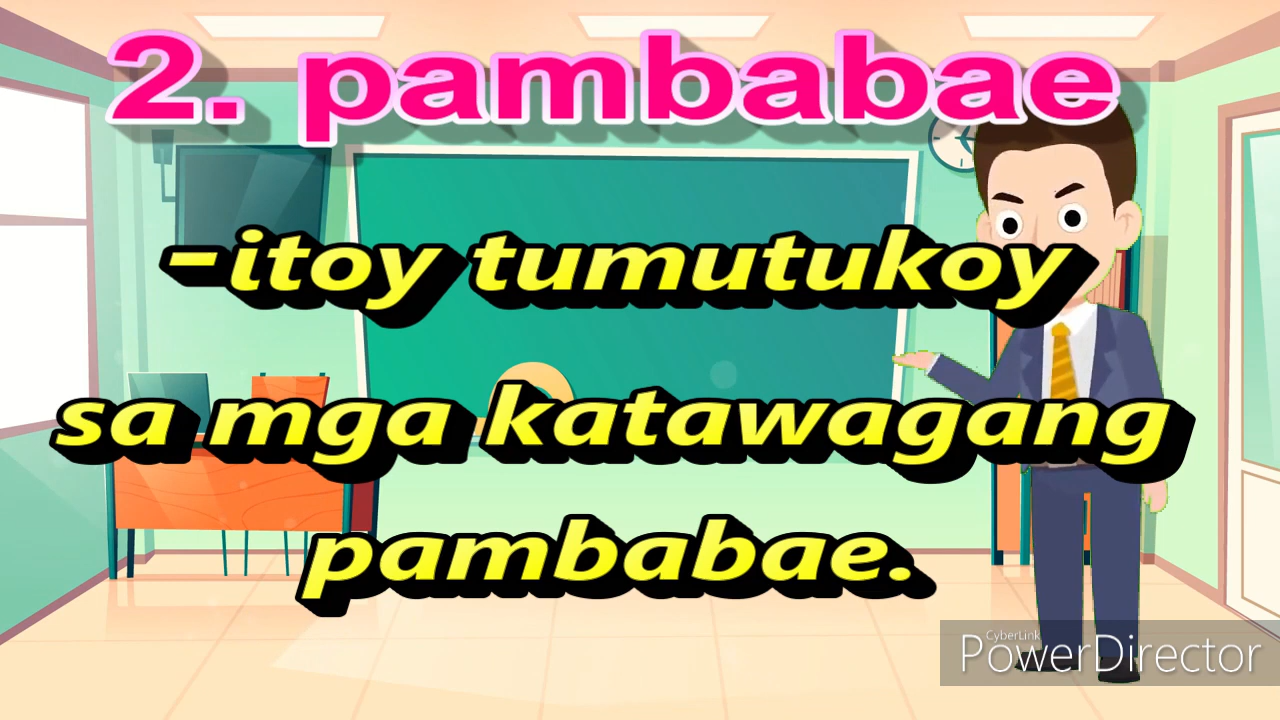 2. pambabae
-itoy tumutukoy
sa mga katawagang
pambabae.
CyberLink
PowerDirector